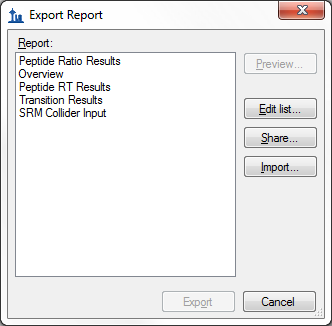 Export Report
Report:
Peptide Ratio Results
Overview
Peptide RT Results
Transition Results
SRM Collider Input
Preview...
Edit list...
Share...
Import...
Export
Cancel